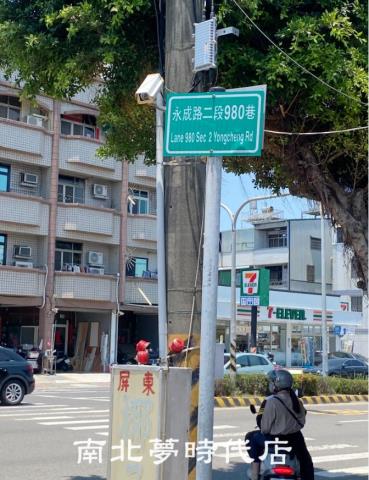 永成路二段980巷
Lane 980 Sec 2 Yongcheng Rd
7-ELEVEN
屏東
椰
南北夢時代店